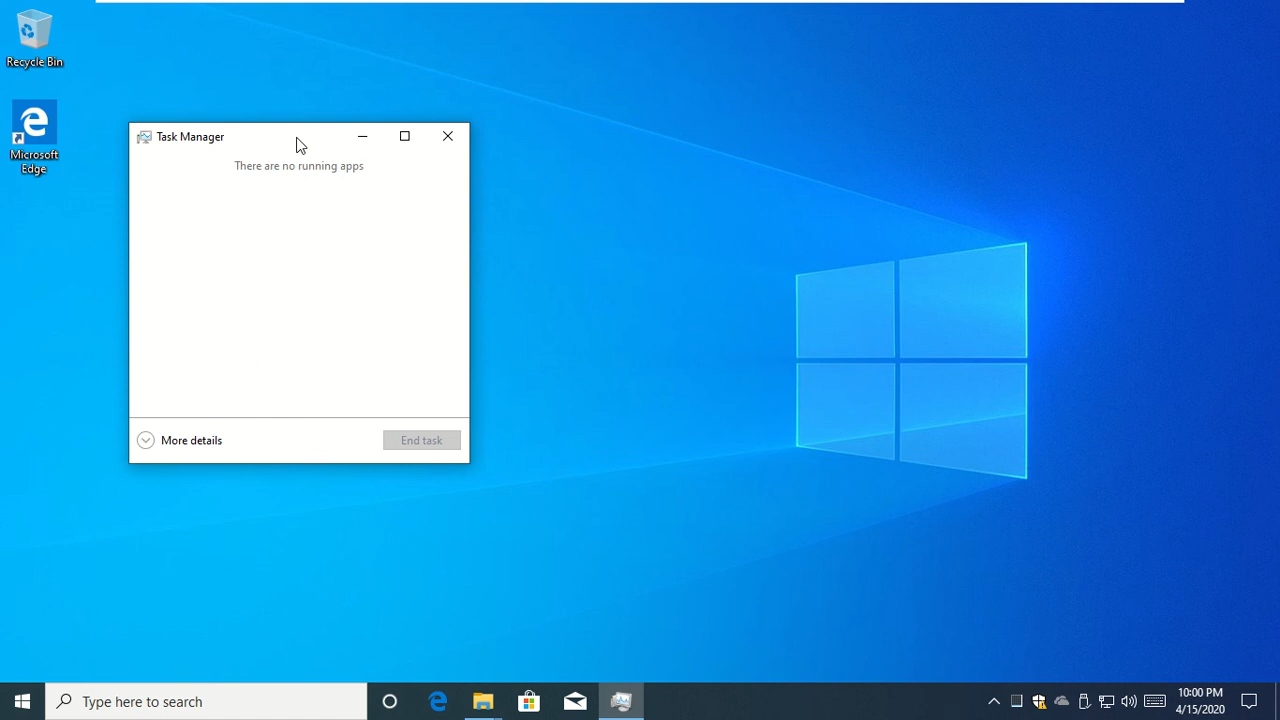 Recycle Bin
Microsoft
Edge
Task Manager
There are no running apps
More details
End task
Type here to search
10:00 PM
4/15/2020